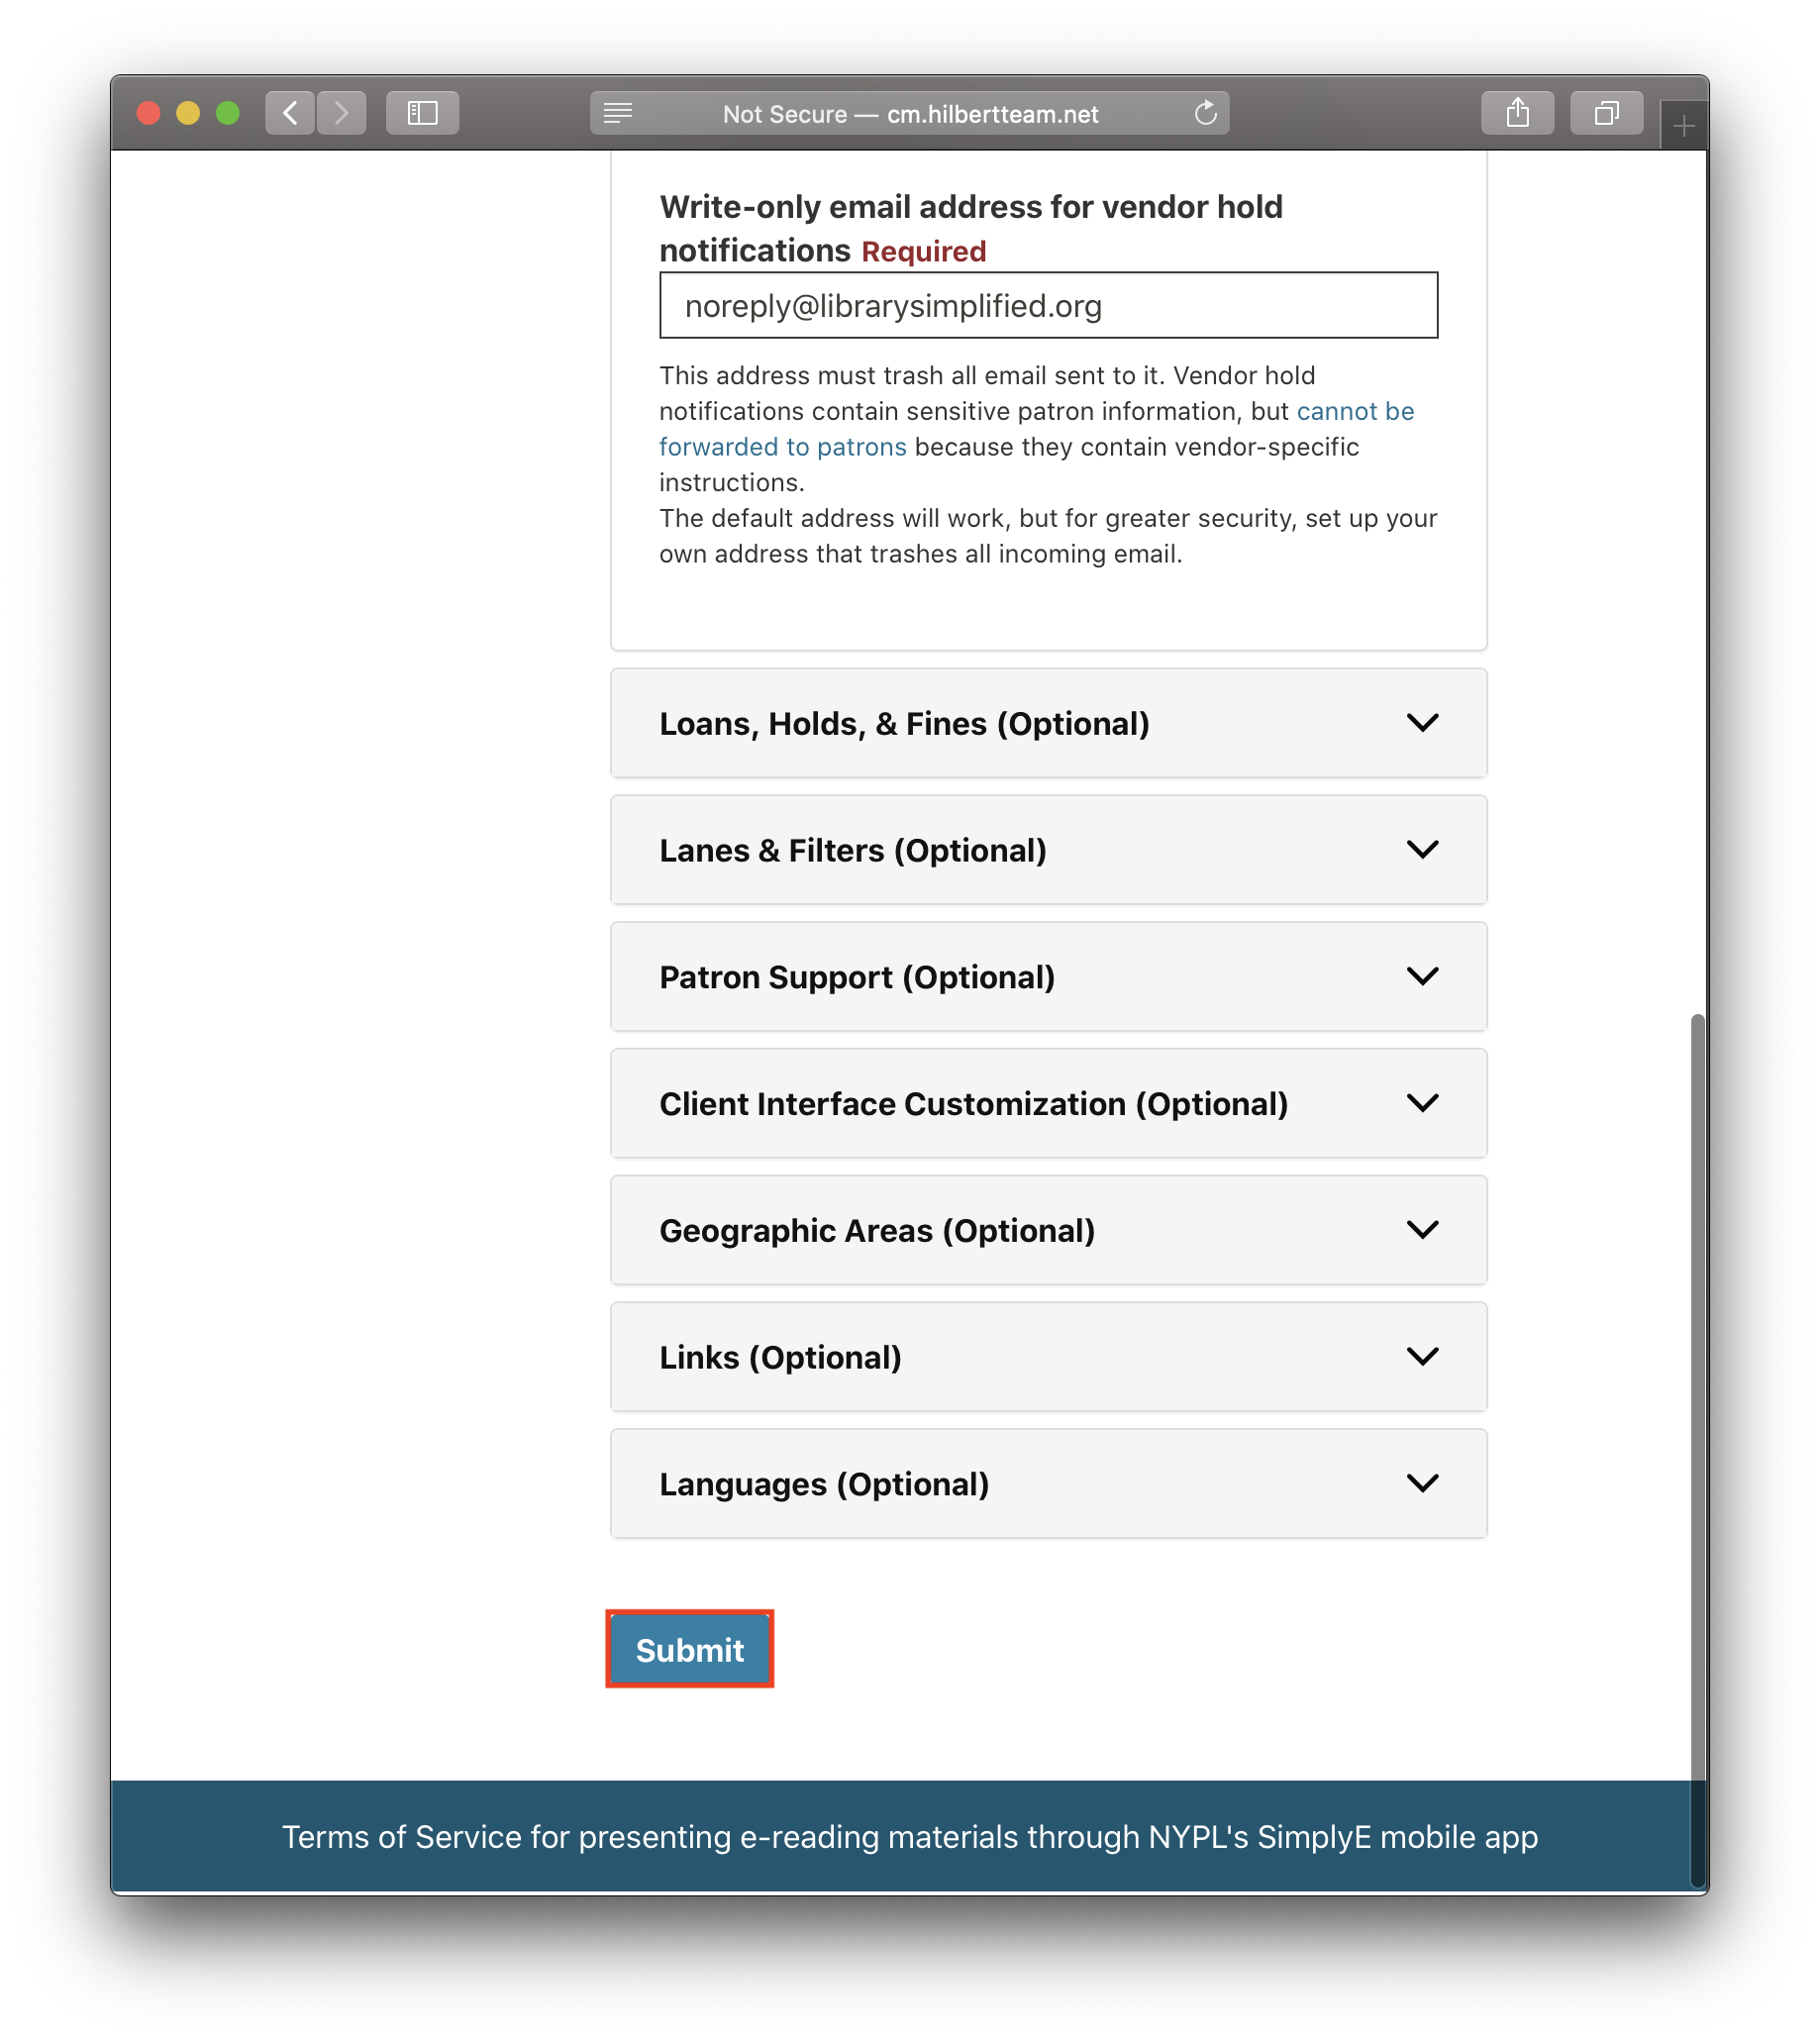 Not Secure — cm.hilbertteam.net
Write-only email address for vendor hold
notifications Required
noreply@librarysimplified.org
This address must trash all email sent to it. Vendor hold
notifications contain sensitive patron information, but cannot be
forwarded to patrons because they contain vendor-specific
instructions.
The default address will work, but for greater security, set up your
own address that trashes all incoming email.
Loans, Holds, & Fines (Optional)
Lanes & Filters (Optional)
Patron Support (Optional)
Client Interface Customization (Optional)
Geographic Areas (Optional)
Links (Optional)
Languages (Optional)
Submit
Terms of Service for presenting e-reading materials through NYPL's SimplyE mobile app